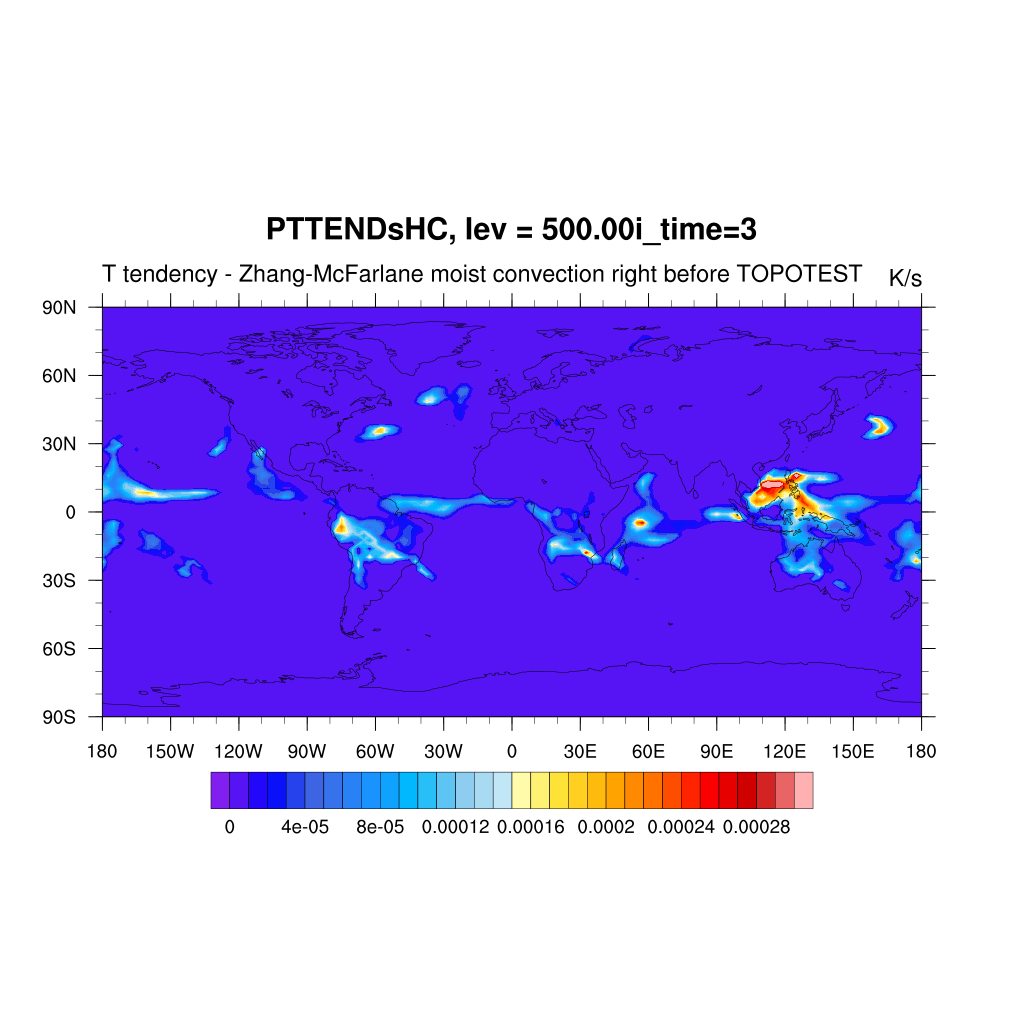 PTTENDsHC, lev = 500.00i_time=3
T tendency - Zhang-McFarlane moist convection right before TOPOTEST K/s
90N
60N
30N
0
30S
60S
90S
180 150W 120W 90W 60W 30W 0 30E 60E 90E 120E 150E 180
0 4e-05 8e-05 0.00012 0.00016 0.0002 0.00024 0.00028